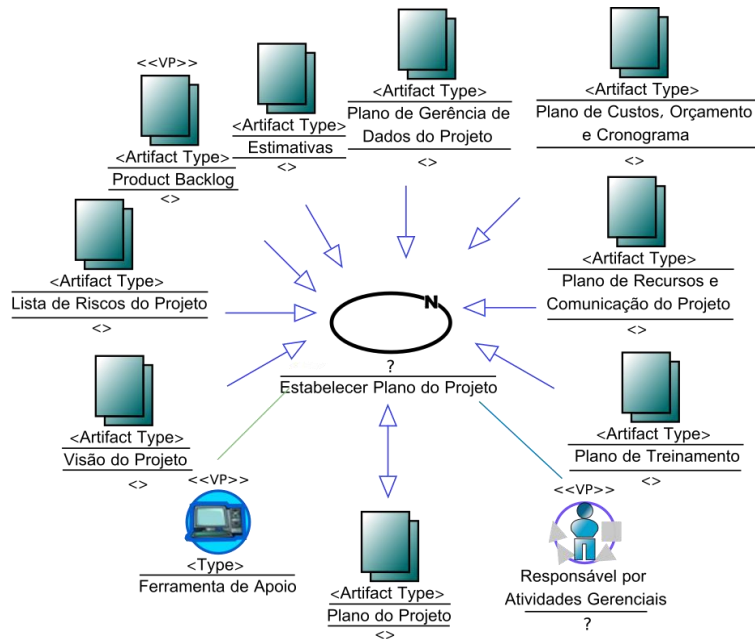 <<VP>>
<Artifact Type>
Product Backlog
<>
<Artifact Type>
Estimativas
<>
<Artifact Type>
Plano de Gerência de
Dados do Projeto
<>
<Artifact Type>
Plano de Custos, Orçamento
e Cronograma
<>
<Artifact Type>
Lista de Riscos do Projeto
<>
<Artifact Type>
Plano de Recursos e
Comunicação do Projeto
<>
N
?
Estabelecer Plano do Projeto
<Artifact Type>
Visão do Projeto
<>
<Artifact Type>
Plano de Treinamento
<>
<<VP>>
<Type>
Ferramenta de Apoio
<Artifact Type>
Plano do Projeto
<>
<<VP>>
Responsável por
Atividades Gerenciais
?